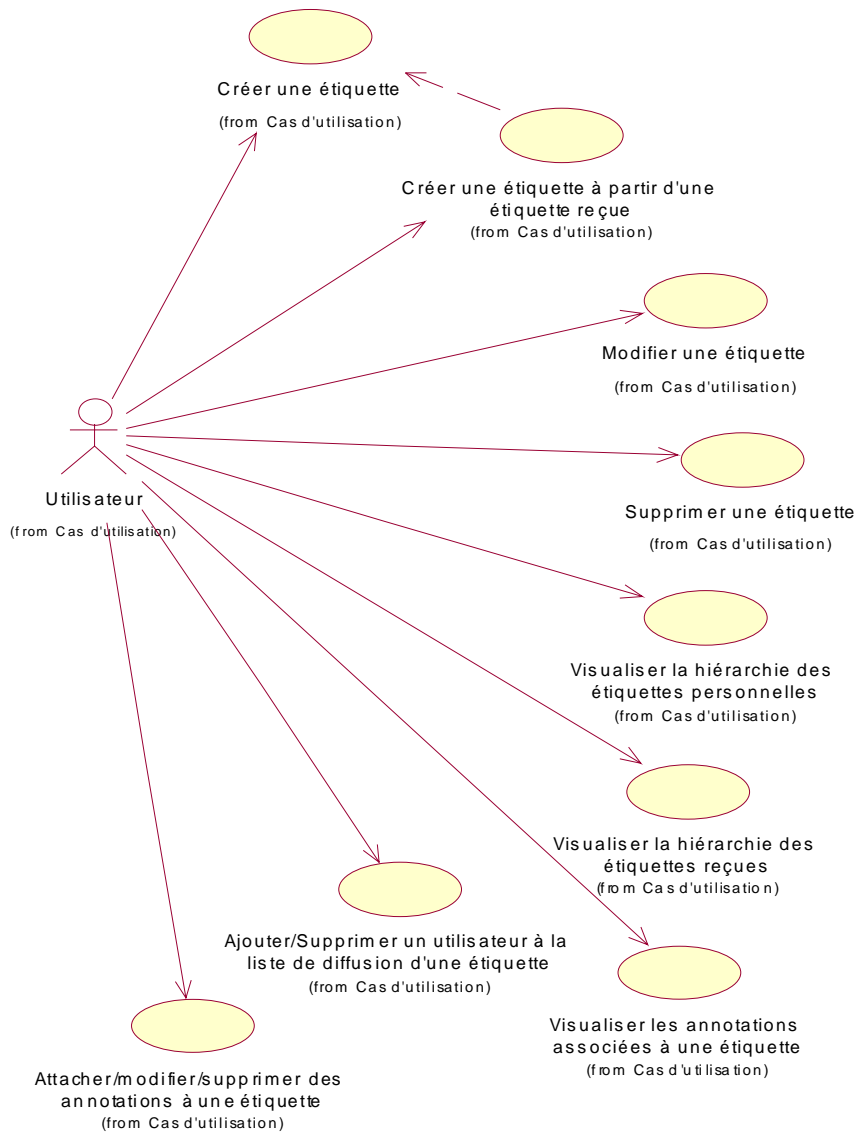 Créer une étiquette
(from Cas d'utilisation)
Créer une étiquette à partir d'une
étiquette reçue
(from Cas d'utilisation)
Modifier une étiquette
(from Cas d'utilisation)
Utilisateur
(from Cas d'utilisation)
Supprimer une étiquette
(from Cas d'utilisation)
Visualiser la hiérarchie des
étiquettes personnelles
(from Cas d'utilisation)
Visualiser la hiérarchie des
étiquettes reçues
(from Cas d'utilisation)
Ajouter/Supprimer un utilisateur à la
liste de diffusion d'une étiquette
(from Cas d'utilisation)
Visualiser les annotations
associées à une étiquette
(from Cas d'utilisation)
Attacher/modifier/supprimer des
annotations à une étiquette
(from Cas d'utilisation)